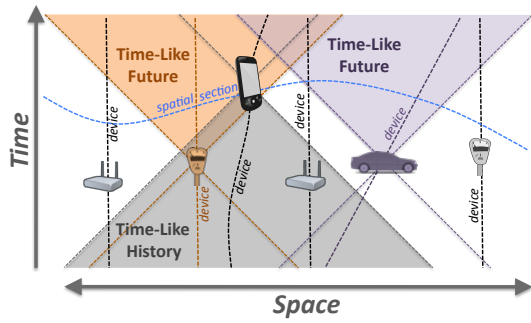 Time-Like
Future
Time-Like
Future
spatial section
device
device
device
device
device
device
Time-Like
History
Time
Space